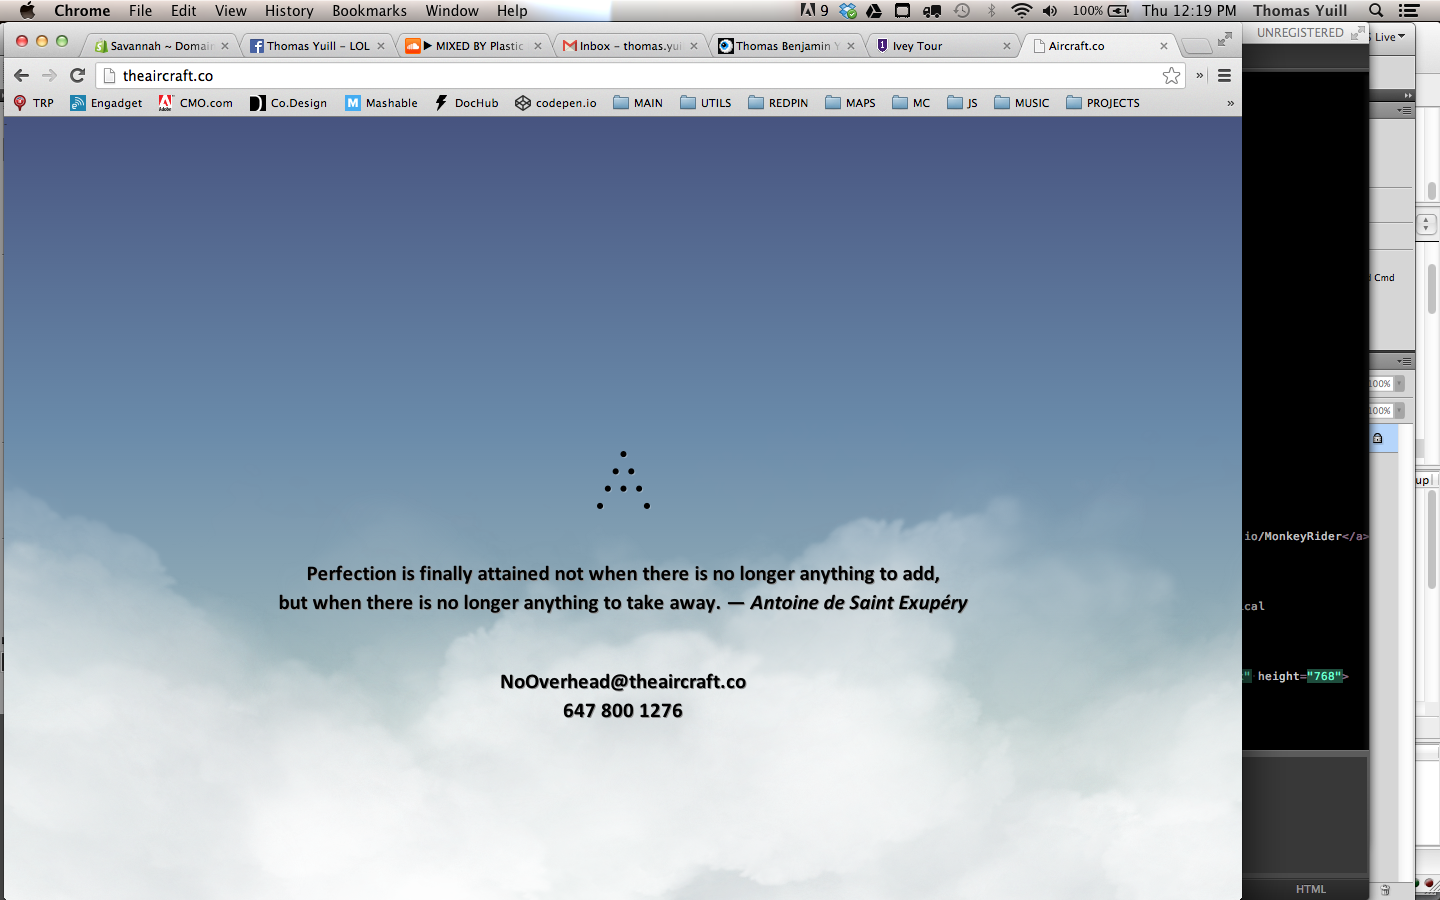 Chrome File Edit View History Bookmarks Window Help 9 100% Thu 12:19 PM Thomas Yuill
Savannah ~ Domai
Thomas Yuill – LOL
MIXED BY Plastic
Inbox – thomas.yui
Thomas Benjamin Y
Ivey Tour
Aircraft.co
UNREGISTERED
Live
theaircraft.co
»
TRP Engadget CMO.com Co.Design Mashable DocHub codepen.io MAIN UTILS REDPIN MAPS MC JS MUSIC PROJECTS »
Cmd
100%
100%
Perfection is finally attained not when there is no longer anything to add,
but when there is no longer anything to take away. — Antoine de Saint Exupéry
NoOverhead@theaircraft.co
647 800 1276
up
io/MonkeyRider</a>
cal
" height="768">
HTML